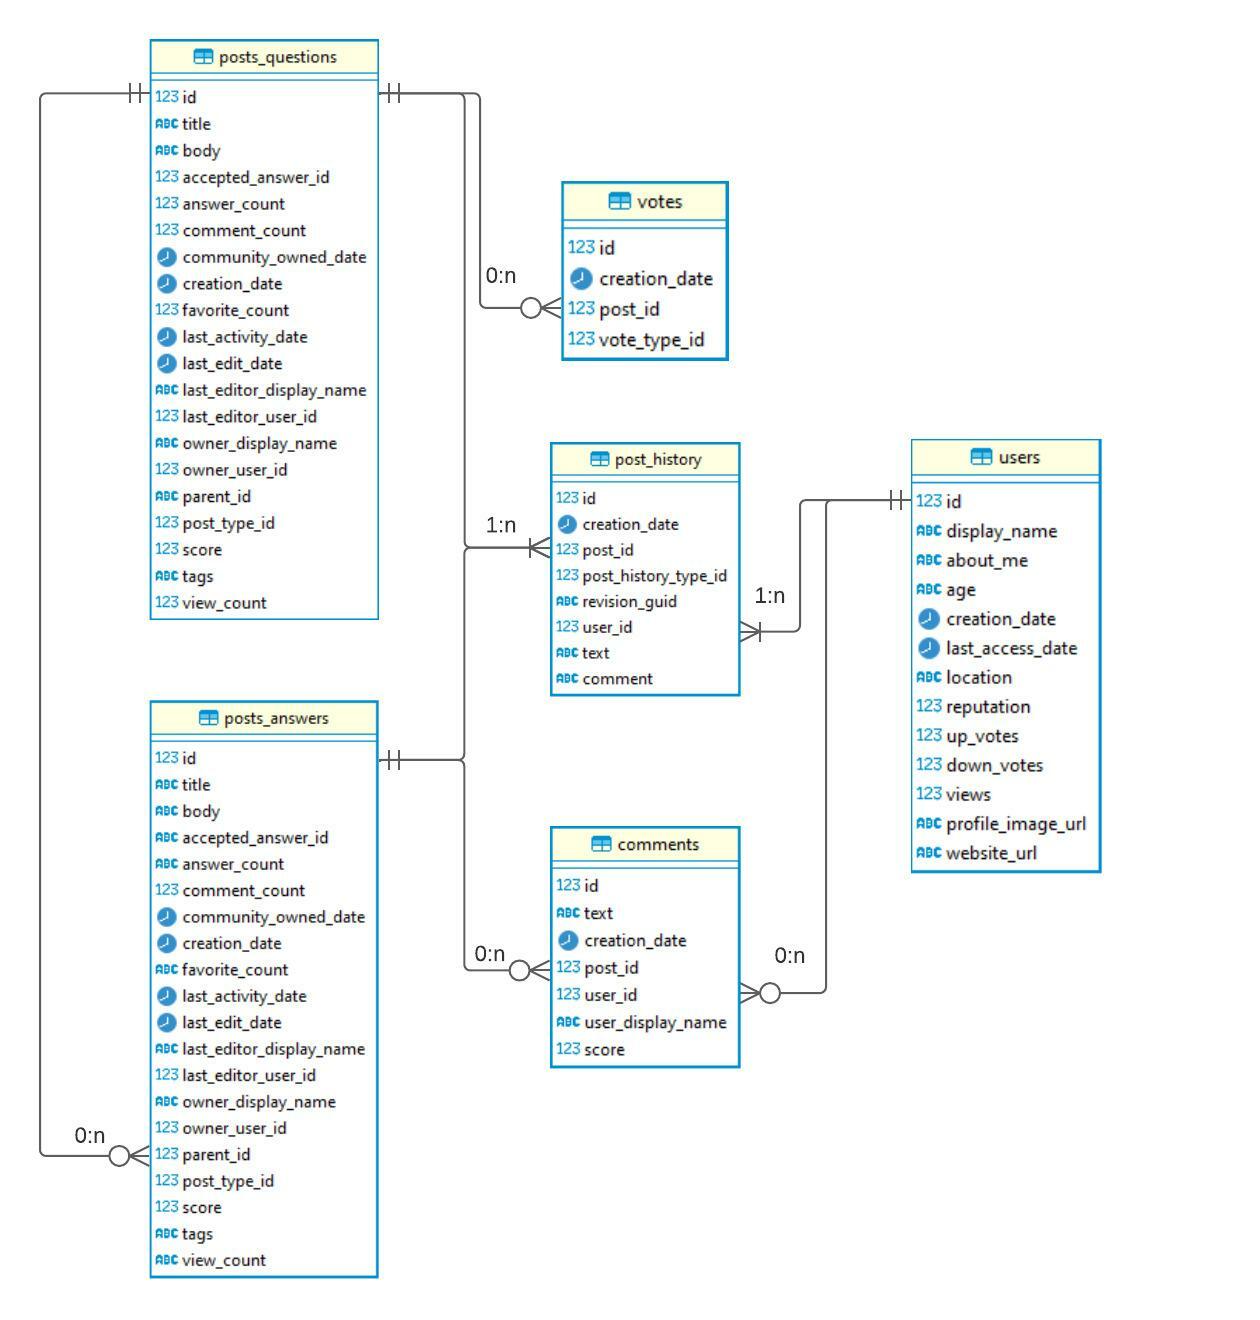 posts_questions
123 id
ABC title
ABC body
123 accepted_answer_id
123 answer_count
123 comment_count
community_owned_date
creation_date
123 favorite_count
last_activity_date
last_edit_date
ABC last_editor_display_name
123 last_editor_user_id
ABC owner_display_name
123 owner_user_id
ABC parent_id
123 post_type_id
123 score
ABC tags
123 view_count
votes
123 id
creation_date
123 post_id
123 vote_type_id
0:n
post_history
123 id
creation_date
123 post_id
123 post_history_type_id
ABC revision_guid
123 user_id
ABC text
ABC comment
1:n
1:n
users
123 id
ABC display_name
ABC about_me
ABC age
creation_date
last_access_date
ABC location
123 reputation
123 up_votes
123 down_votes
123 views
ABC profile_image_url
ABC website_url
posts_answers
123 id
ABC title
ABC body
ABC accepted_answer_id
ABC answer_count
123 comment_count
community_owned_date
creation_date
ABC favorite_count
last_activity_date
last_edit_date
ABC last_editor_display_name
123 last_editor_user_id
ABC owner_display_name
123 owner_user_id
123 parent_id
123 post_type_id
123 score
ABC tags
ABC view_count
0:n
comments
123 id
ABC text
creation_date
123 post_id
123 user_id
ABC user_display_name
123 score
0:n
0:n